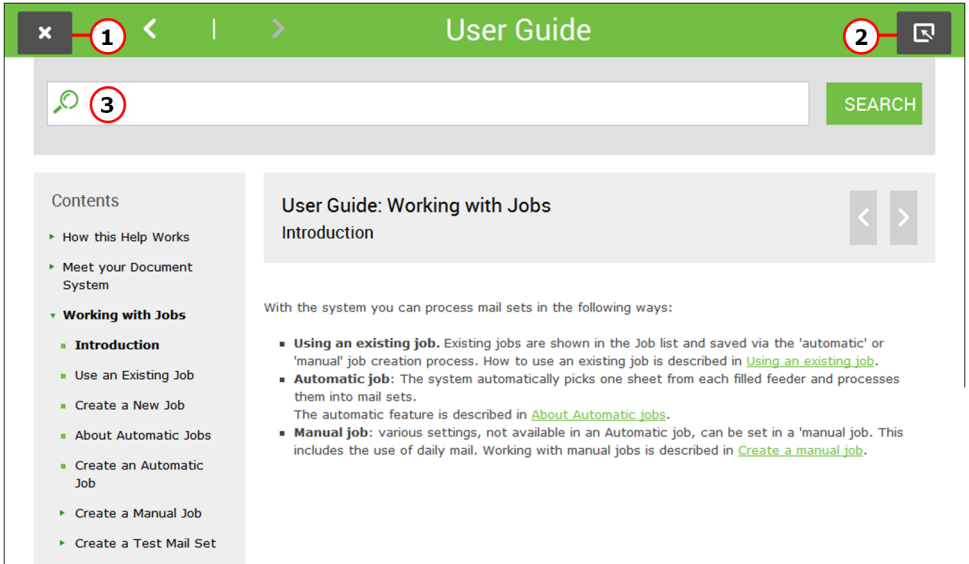 1
User Guide
2
3
SEARCH
Contents
How this Help Works
Meet your Document
System
Working with Jobs
Introduction
Use an Existing Job
Create a New Job
About Automatic Jobs
Create an Automatic
Job
Create a Manual Job
Create a Test Mail Set
User Guide: Working with Jobs
Introduction
With the system you can process mail sets in the following ways:
Using an existing job. Existing jobs are shown in the Job list and saved via the 'automatic' or
'manual' job creation process. How to use an existing job is described in Using an existing job.
Automatic job: The system automatically picks one sheet from each filled feeder and processes
them into mail sets.
The automatic feature is described in About Automatic jobs.
Manual job: various settings, not available in an Automatic job, can be set in a 'manual job. This
includes the use of daily mail. Working with manual jobs is described in Create a manual job.